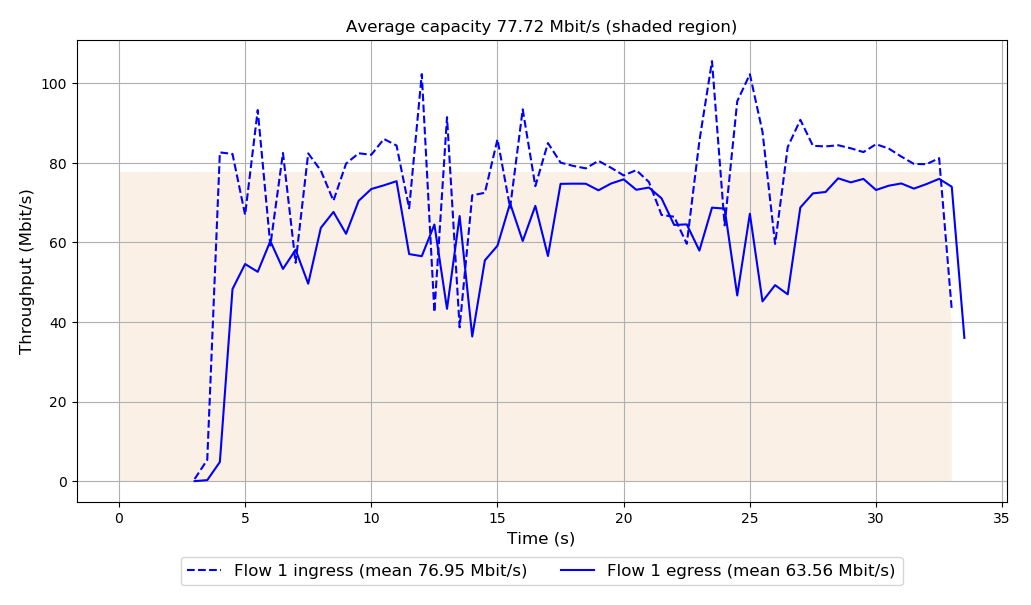 Average capacity 77.72 Mbit/s (shaded region)
Throughput (Mbit/s)
100
80
60
40
20
0
0 5 10 15 20 25 30 35
Time (s)
Flow 1 ingress (mean 76.95 Mbit/s) Flow 1 egress (mean 63.56 Mbit/s)